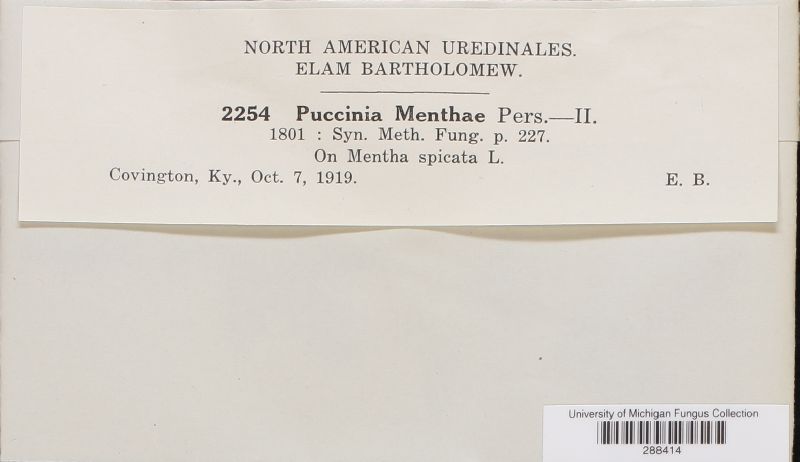 NORTH AMERICAN UREDINALES.
ELAM BARTHOLOMEW.
2254 Puccinia Menthae Pers.—II.
1801 : Syn. Meth. Fung. p. 227.
On Mentha spicata L.
Covington, Ky., Oct. 7, 1919. E. B.
University of Michigan Fungus Collection
288414